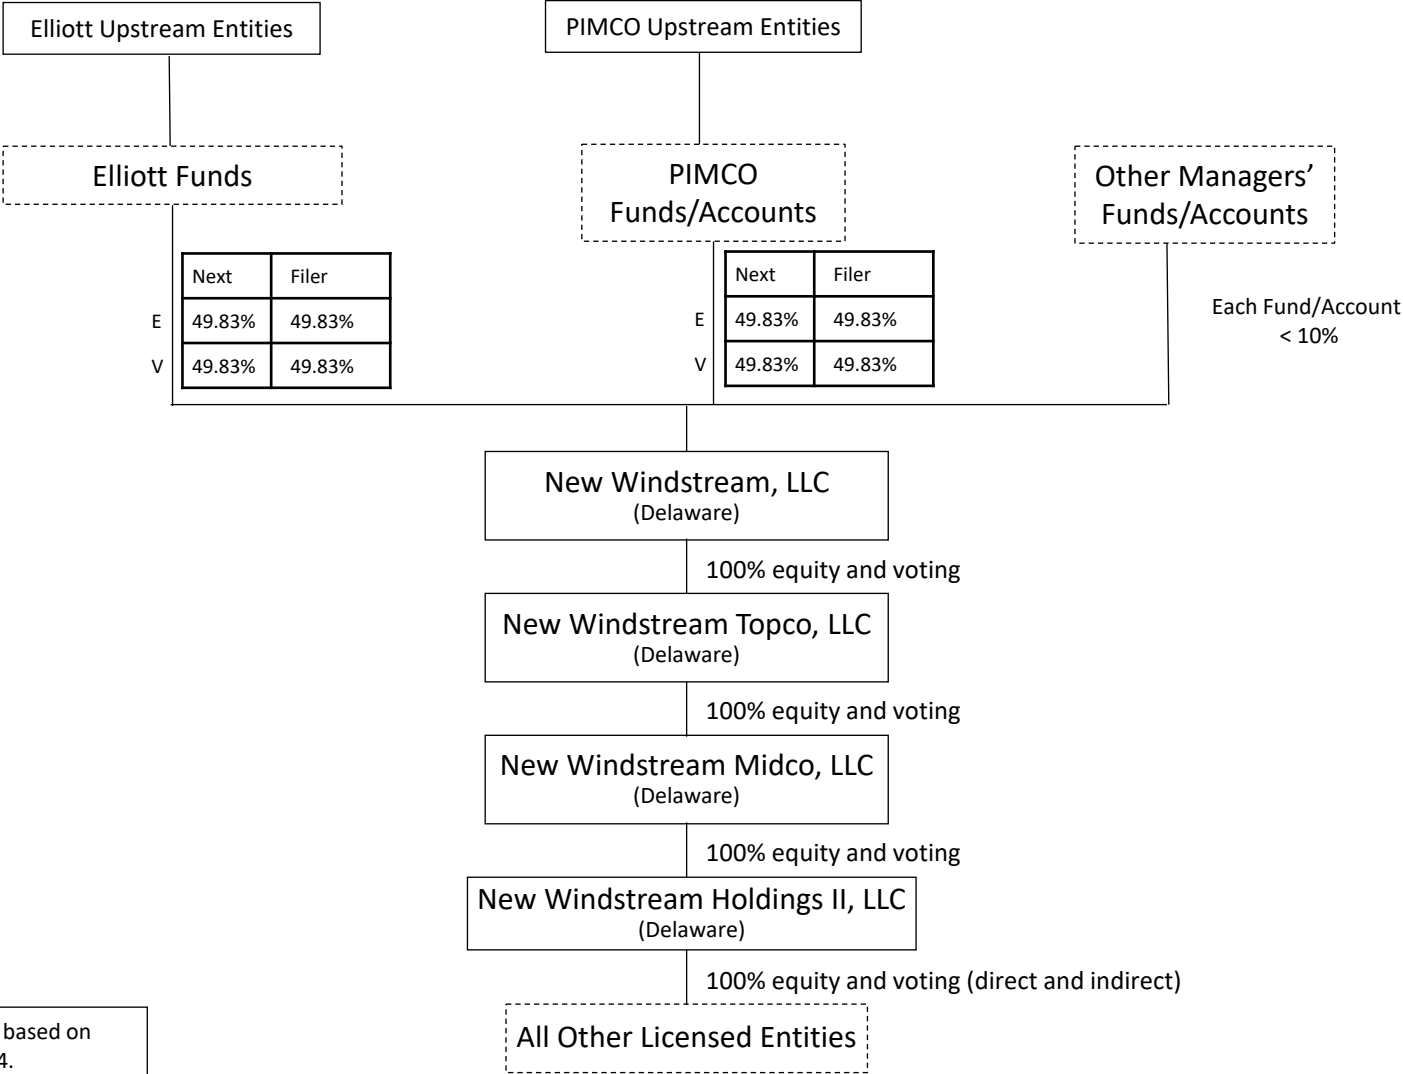 Elliott Upstream Entities
PIMCO Upstream Entities
Elliott Funds
PIMCO
Funds/Accounts
Other Managers’
Funds/Accounts
Next Filer
E 49.83% 49.83%
V 49.83% 49.83%
Next Filer
E 49.83% 49.83%
V 49.83% 49.83%
Each Fund/Account
< 10%
New Windstream, LLC
(Delaware)
100% equity and voting
New Windstream Topco, LLC
(Delaware)
100% equity and voting
New Windstream Midco, LLC
(Delaware)
100% equity and voting
New Windstream Holdings II, LLC
(Delaware)
100% equity and voting (direct and indirect)
All Other Licensed Entities
based on
4.